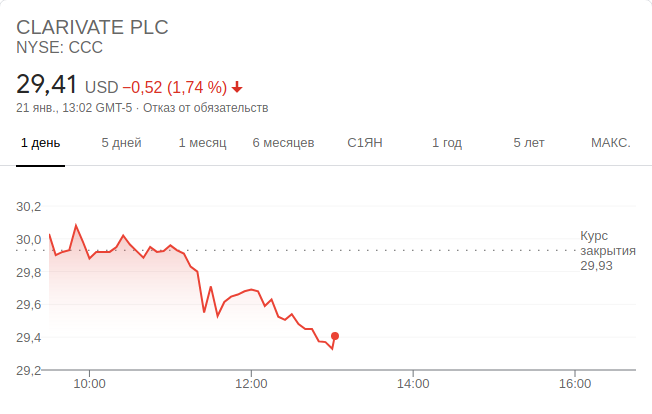 CLARIVATE PLC
NYSE: CCC
29,41 USD −0,52 (1,74 %)
21 янв., 13:02 GMT-5 · Отказ от обязательств
1 день 5 дней 1 месяц 6 месяцев С1ЯН 1 год 5 лет МАКС.
30,2
30,0
29,8
29,6
29,4
29,2
Курс
закрытия
29,93
10:00 12:00 14:00 16:00